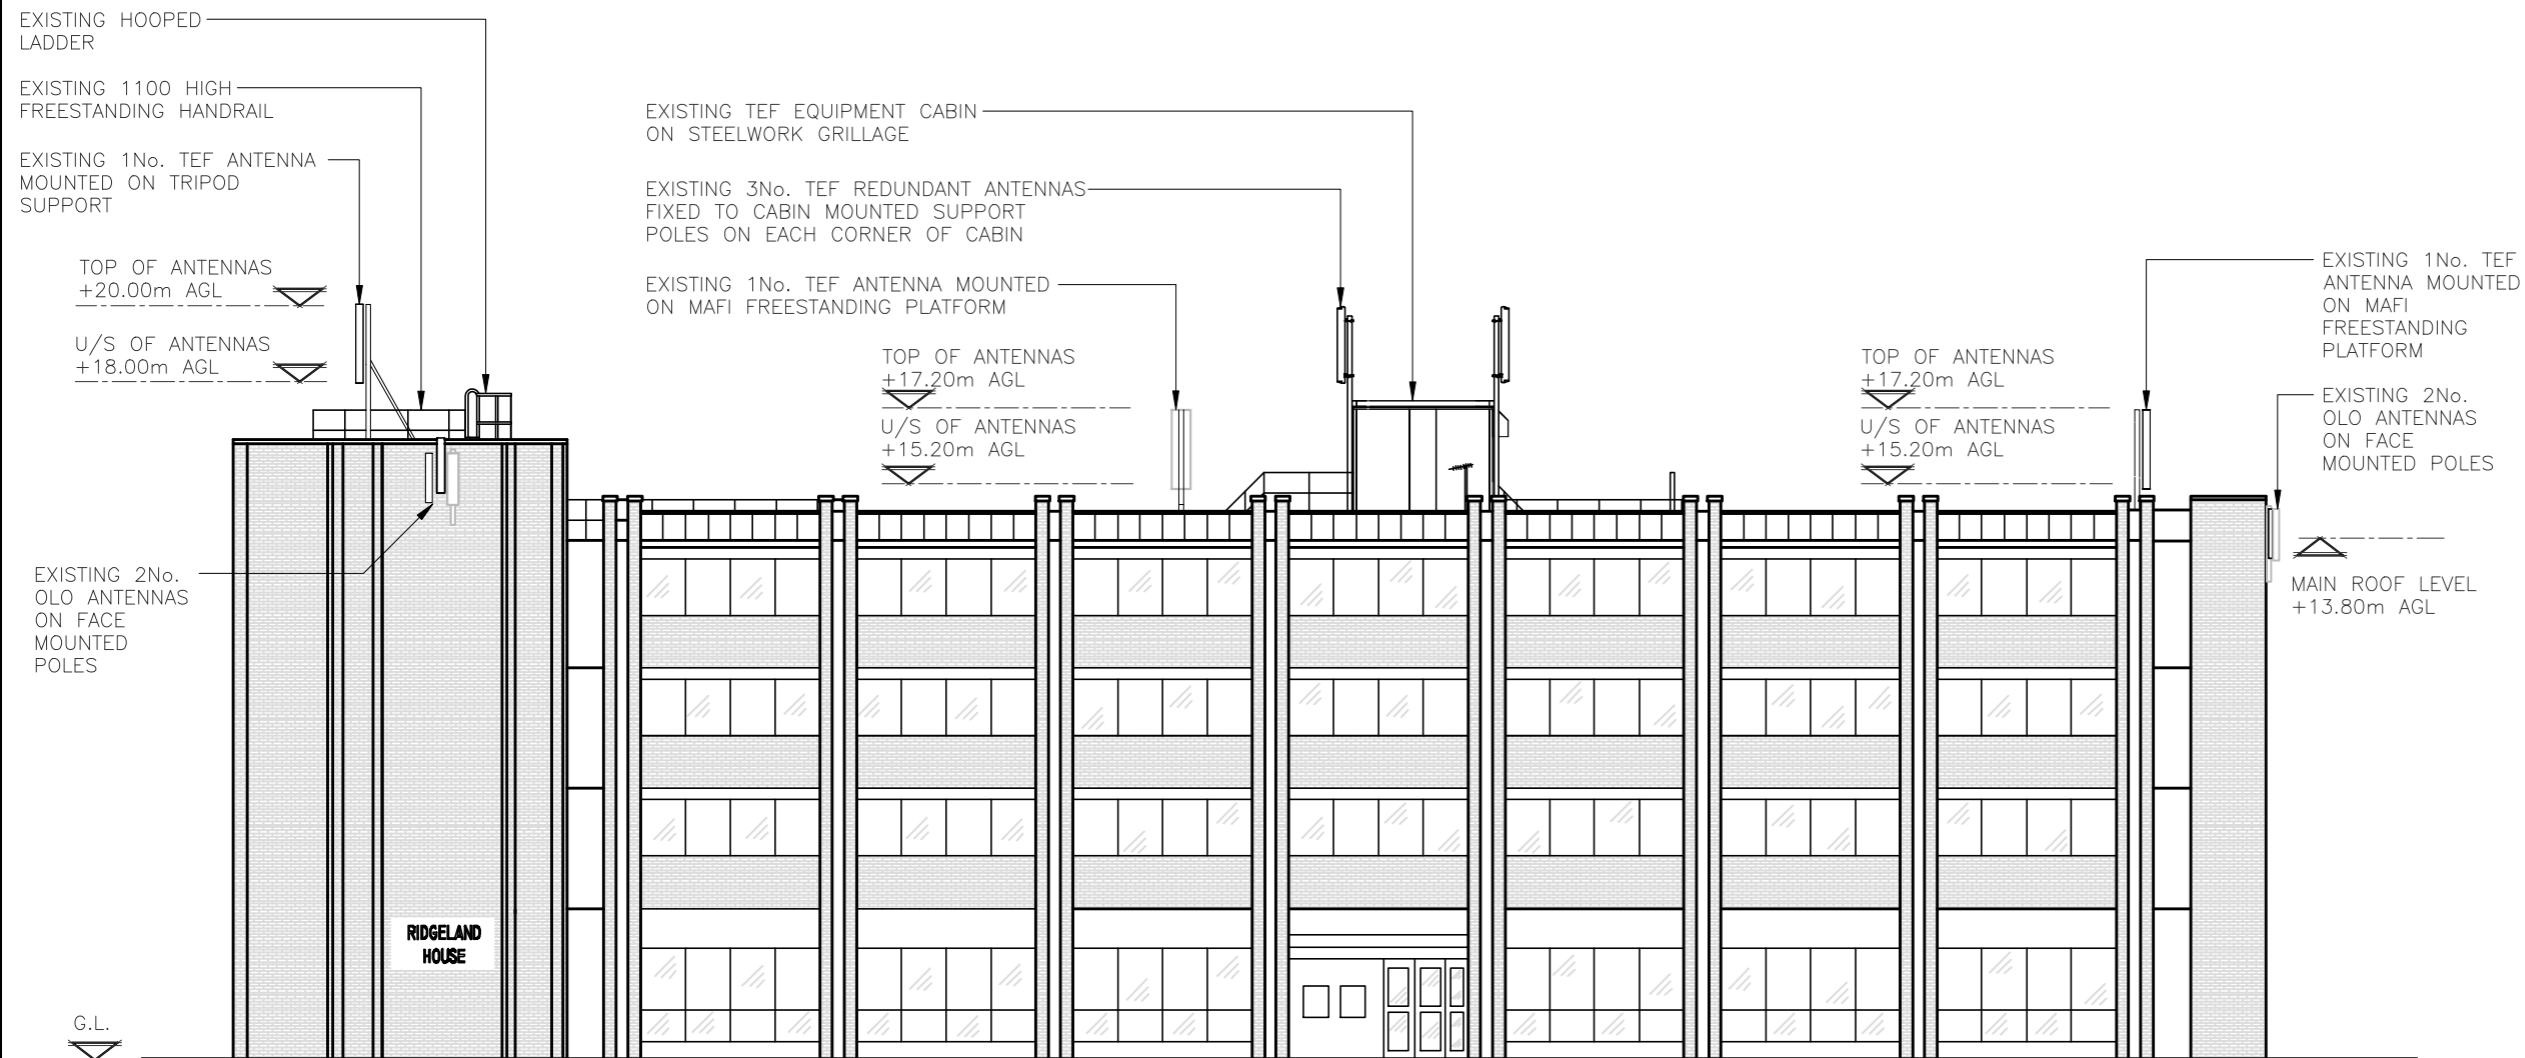 EXISTING HOOPED
LADDER
EXISTING 1100 HIGH
FREESTANDING HANDRAIL
EXISTING 1No. TEF ANTENNA
MOUNTED ON TRIPOD
SUPPORT
TOP OF ANTENNAS
+20.00m AGL
U/S OF ANTENNAS
+18.00m AGL
EXISTING 2No.
OLO ANTENNAS
ON FACE
MOUNTED
POLES
RIDGELAND
HOUSE
G.L.
EXISTING TEF EQUIPMENT CABIN
ON STEELWORK GRILLAGE
EXISTING 3No. TEF REDUNDANT ANTENNAS
FIXED TO CABIN MOUNTED SUPPORT
POLES ON EACH CORNER OF CABIN
EXISTING 1No. TEF ANTENNA MOUNTED
ON MAFI FREESTANDING PLATFORM
TOP OF ANTENNAS
+17.20m AGL
U/S OF ANTENNAS
+15.20m AGL
TOP OF ANTENNAS
+17.20m AGL
U/S OF ANTENNAS
+15.20m AGL
EXISTING 1No. TEF
ANTENNA MOUNTED
ON MAFI
FREESTANDING
PLATFORM
EXISTING 2No.
OLO ANTENNAS
ON FACE
MOUNTED POLES
MAIN ROOF LEVEL
+13.80m AGL